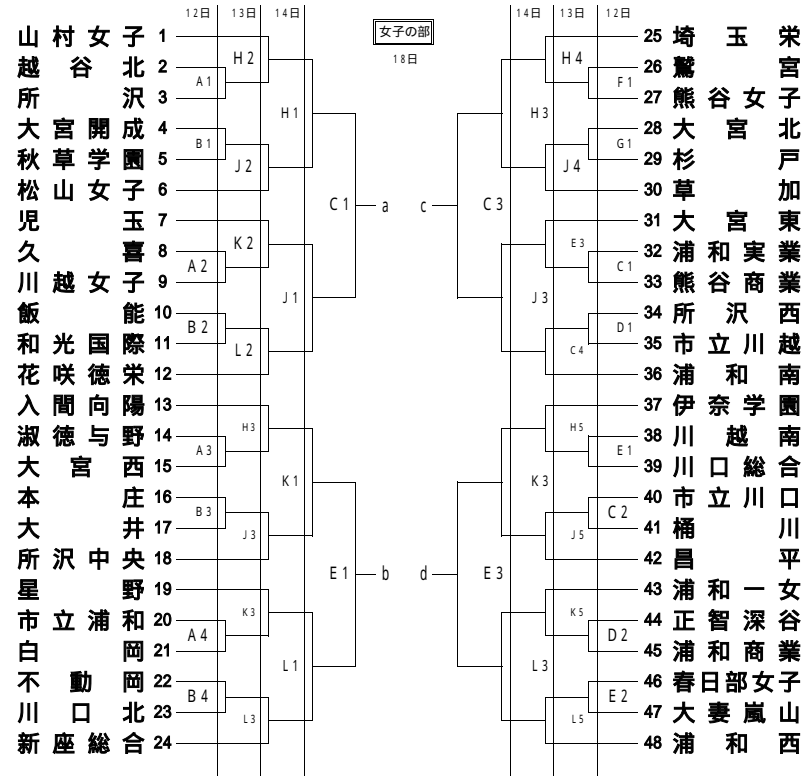 12日 13日 14日
女子の部
18日
14日 13日 12日
山村女子 1
越谷北 2
所沢 3
大宮開成 4
秋草学園 5
松山女子 6
児玉 7
久喜 8
川越女子 9
飯能 10
和光国際 11
花咲徳栄 12
入間向陽 13
淑徳与野 14
大宮西 15
本庄 16
大井 17
所沢中央 18
星野 19
市立浦和 20
白岡 21
不動岡 22
川口北 23
新座総合 24
A1
B1
A2
B2
A3
B3
A4
B4
H2
J2
K2
L2
H3
J3
K3
L3
H1
J1
K1
L1
C1
E1
a
b
c
d
C3
E3
H3
J3
K3
L3
H4
J4
E3
C4
H5
J5
K5
L5
F1
G1
C1
D1
E1
C2
D2
E2
25 埼玉栄
26 鷲宮
27 熊谷女子
28 大宮北
29 杉戸
30 草加
31 大宮東
32 浦和実業
33 熊谷商業
34 所沢西
35 市立川越
36 浦和南
37 伊奈学園
38 川越南
39 川口総合
40 市立川口
41 桶川
42 昌平
43 浦和一女
44 正智深谷
45 浦和商業
46 春日部女子
47 大妻嵐山
48 浦和西